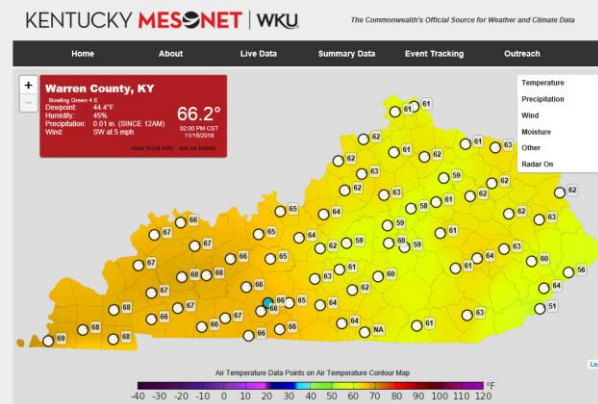 KENTUCKY MESONET | WKU
The Commonwealth's Official Source for Weather and Climate Data
Home About Live Data Summary Data Event Tracking Outreach
+
−
Warren County, KY
Bowling Green 4 E
Dewpoint: 44.4°F
Humidity: 45%
Precipitation: 0.01 in. (SINCE 12AM)
Wind: SW at 5 mph
66.2°
02:00 PM CST
11/15/2016
view local info set as home
Temperature
Precipitation
Wind
Moisture
Other
Radar On
61 61
62 61 62 61 63
63 59 62
62 63 58 61 62 62
65 64 62 63
66 59 61
67 65 64 60 59
67 62 59 63
66 65 64 60
67 68 68 63 61 60 61 56
67 66 62 64
66 65 64 51
68 67 66 63
66 67 64 61
68 66 66 66 NA
69 68
Air Temperature Data Points on Air Temperature Contour Map
°F
-40 -30 -20 -10 0 10 20 30 40 50 60 70 80 90 100 110 120